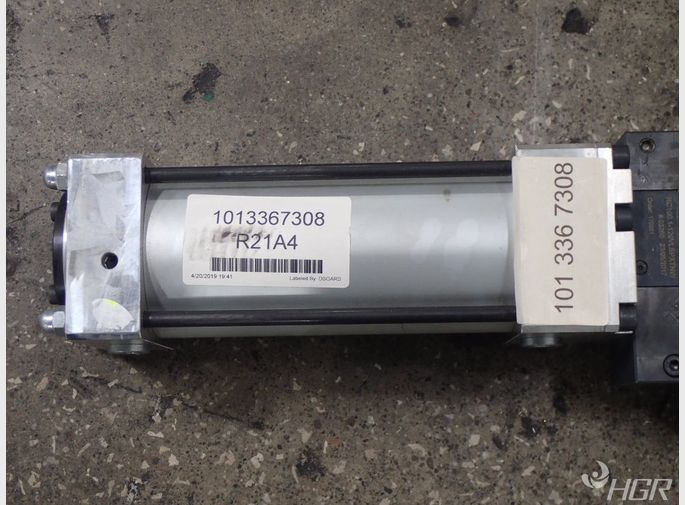 1013367308
R21A4
4/20/2019 19:41
Labeled By: DSGARD
101 336 7308
HGR